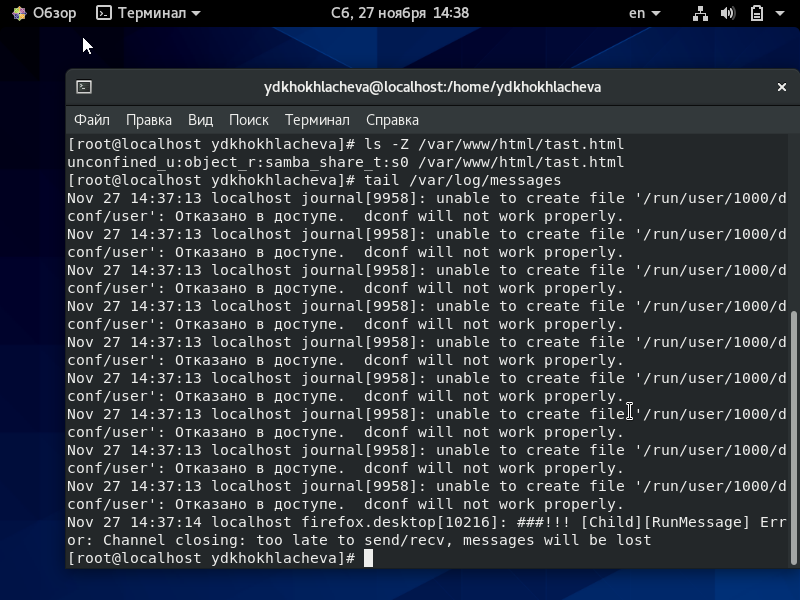 Обзор Терминал Сб, 27 ноября 14:38 en
ydkhokhlacheva@localhost:/home/ydkhokhlacheva
Файл Правка Вид Поиск Терминал Справка
[root@localhost ydkhokhlacheva]# ls -Z /var/www/html/tast.html
unconfined_u:object_r:samba_share_t:s0 /var/www/html/tast.html
[root@localhost ydkhokhlacheva]# tail /var/log/messages
Nov 27 14:37:13 localhost journal[9958]: unable to create file '/run/user/1000/d
conf/user': Отказано в доступе.  dconf will not work properly.
Nov 27 14:37:13 localhost journal[9958]: unable to create file '/run/user/1000/d
conf/user': Отказано в доступе.  dconf will not work properly.
Nov 27 14:37:13 localhost journal[9958]: unable to create file '/run/user/1000/d
conf/user': Отказано в доступе.  dconf will not work properly.
Nov 27 14:37:13 localhost journal[9958]: unable to create file '/run/user/1000/d
conf/user': Отказано в доступе.  dconf will not work properly.
Nov 27 14:37:13 localhost journal[9958]: unable to create file '/run/user/1000/d
conf/user': Отказано в доступе.  dconf will not work properly.
Nov 27 14:37:13 localhost journal[9958]: unable to create file '/run/user/1000/d
conf/user': Отказано в доступе.  dconf will not work properly.
Nov 27 14:37:13 localhost journal[9958]: unable to create file '/run/user/1000/d
conf/user': Отказано в доступе.  dconf will not work properly.
Nov 27 14:37:13 localhost journal[9958]: unable to create file '/run/user/1000/d
conf/user': Отказано в доступе.  dconf will not work properly.
Nov 27 14:37:13 localhost journal[9958]: unable to create file '/run/user/1000/d
conf/user': Отказано в доступе.  dconf will not work properly.
Nov 27 14:37:14 localhost firefox.desktop[10216]: ###!!! [Child][RunMessage] Err
or: Channel closing: too late to send/recv, messages will be lost
[root@localhost ydkhokhlacheva]#